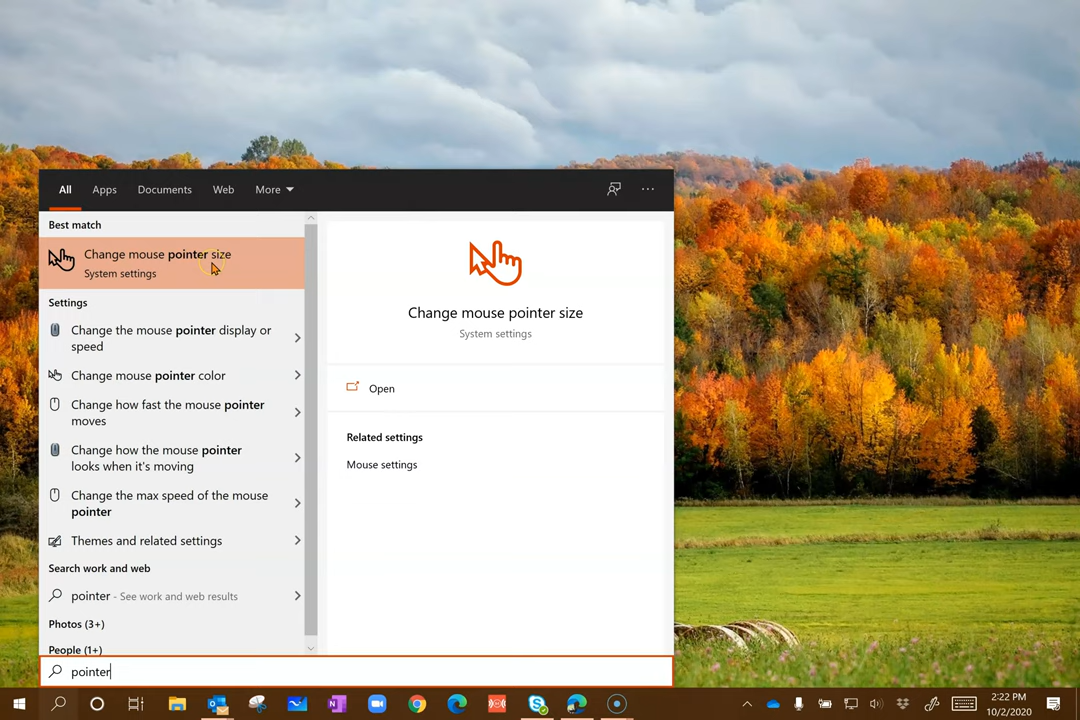 All Apps Documents Web More
Best match
Change mouse pointer size
System settings
Settings
Change the mouse pointer display or
speed
Change mouse pointer color
Change how fast the mouse pointer
moves
Change how the mouse pointer
looks when it's moving
Change the max speed of the mouse
pointer
Themes and related settings
Search work and web
pointer - See work and web results
Photos (3+)
People (1+)
pointer
Change mouse pointer size
System settings
Open
Related settings
Mouse settings
2:22 PM
10/2/2020